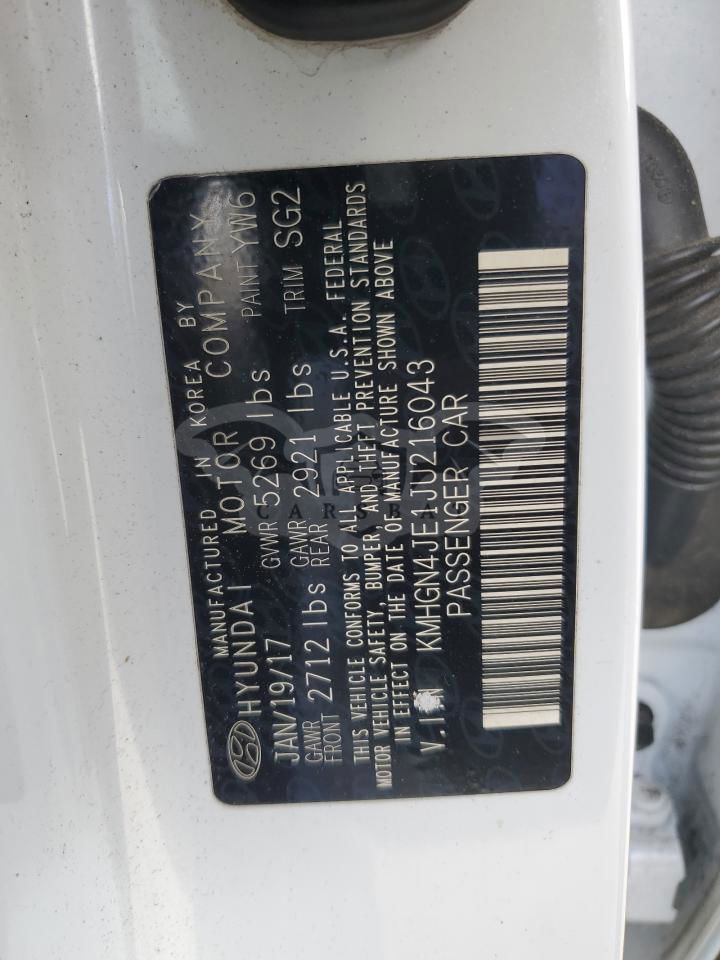 MANUFACTURED IN KOREA BY
HYUNDAI MOTOR COMPANY
JAN/19/17 GVWR 5269 lbs PAINT YW6
GAWR FRONT 2712 lbs GAWR REAR 2921 lbs TRIM SG2
THIS VEHICLE CONFORMS TO ALL APPLICABLE U.S.A. FEDERAL
MOTOR VEHICLE SAFETY, BUMPER, AND THEFT PREVENTION STANDARDS
IN EFFECT ON THE DATE OF MANUFACTURE SHOWN ABOVE
V.I.N KMHGN4JE1JU216043
PASSENGER CAR